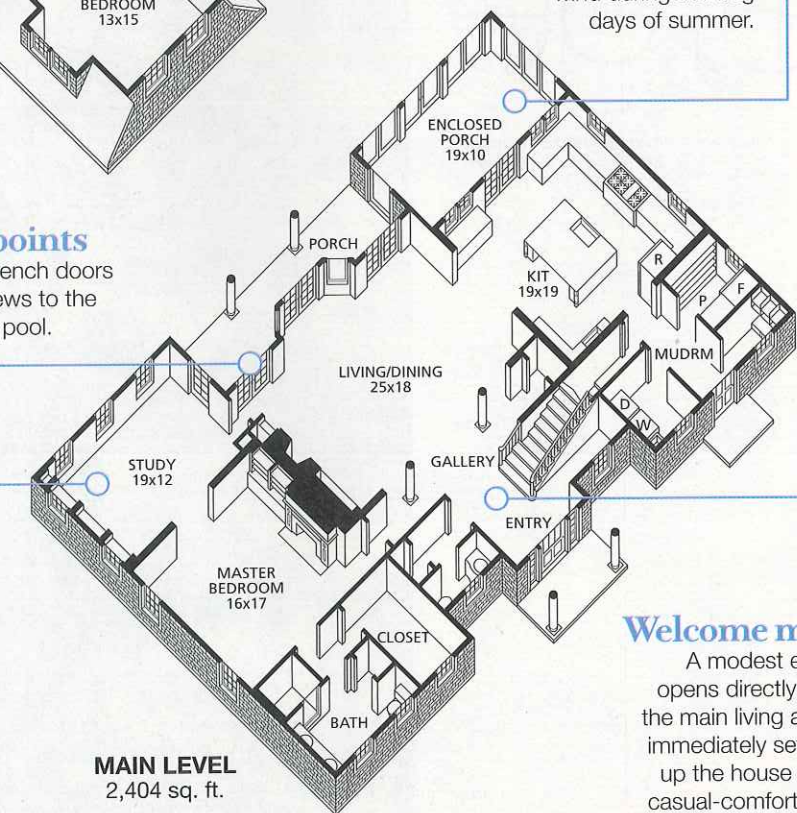 BEDROOM
13x15
days of summer.
ENCLOSED
PORCH
19x10
points
ench doors
ews to the
pool.
PORCH
KIT
19x19
R
P
F
MUDRM
D
W
LIVING/DINING
25x18
GALLERY
ENTRY
STUDY
19x12
MASTER
BEDROOM
16x17
CLOSET
BATH
MAIN LEVEL
2,404 sq. ft.
Welcome m
A modest e
opens directly
the main living a
immediately se
up the house
casual-comfort